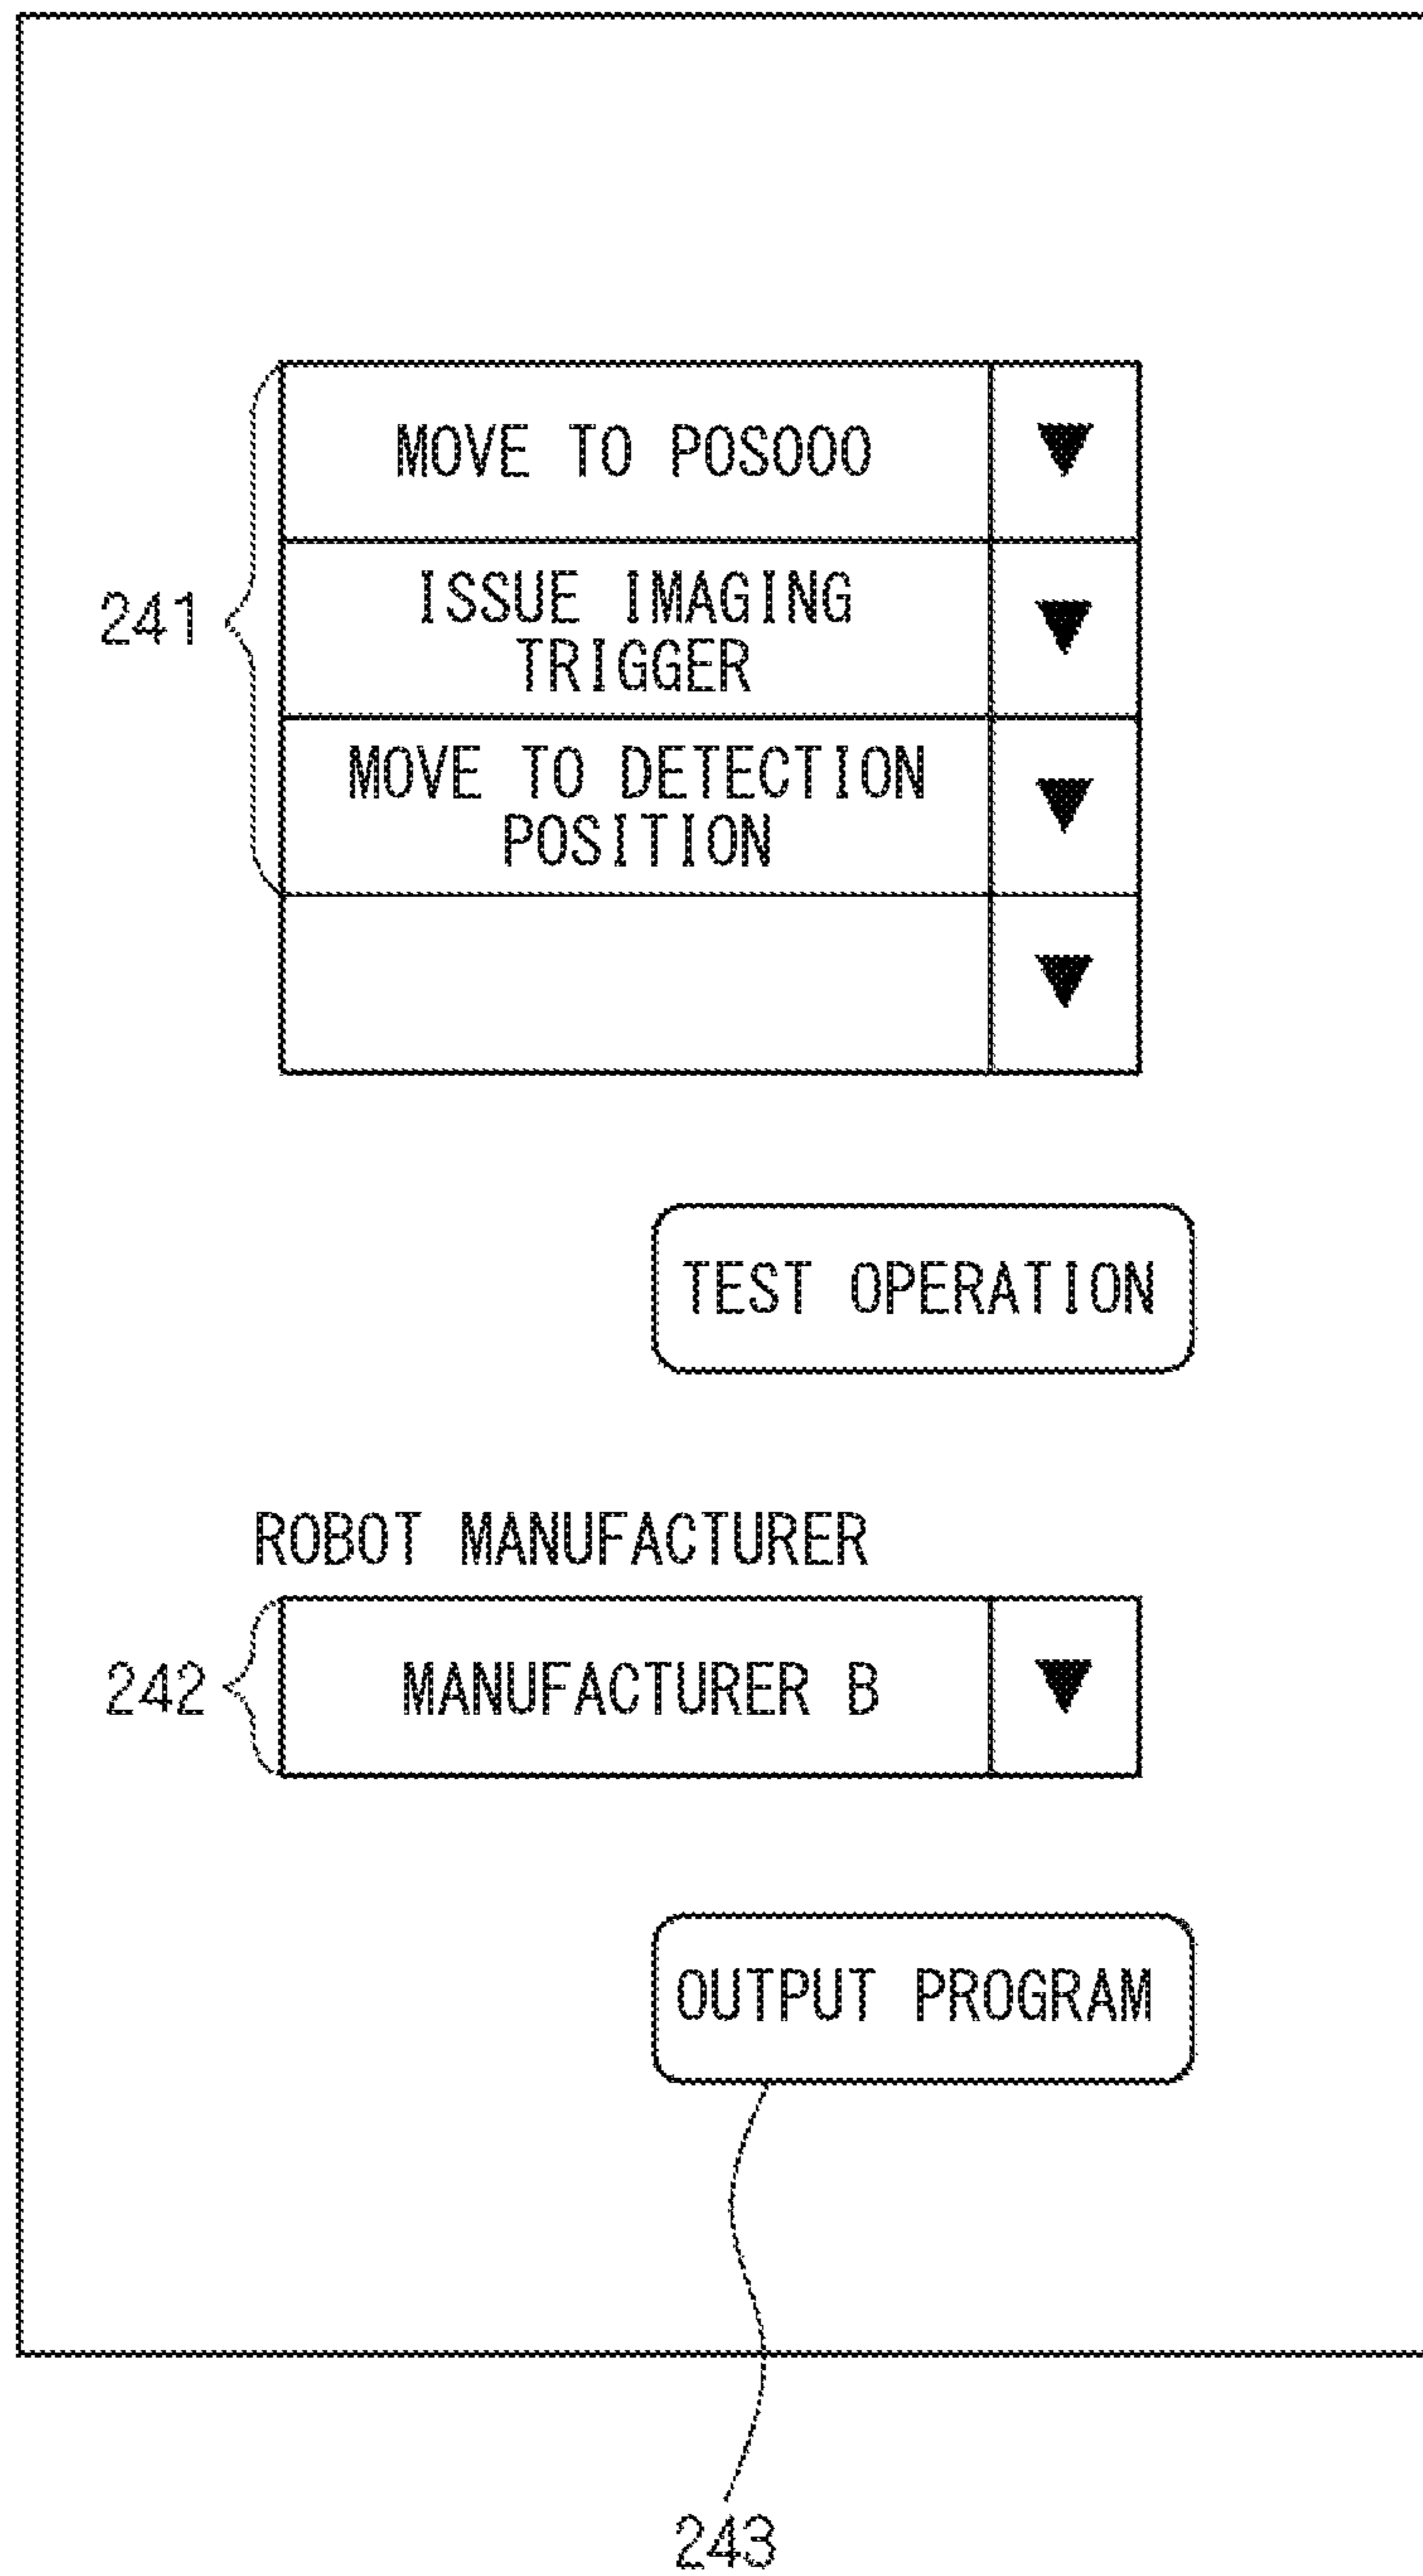 MOVE TO POS000
ISSUE IMAGING
TRIGGER
241
MOVE TO DETECTION
POSITION
TEST OPERATION
ROBOT MANUFACTURER
242
MANUFACTURER B
OUTPUT PROGRAM
243